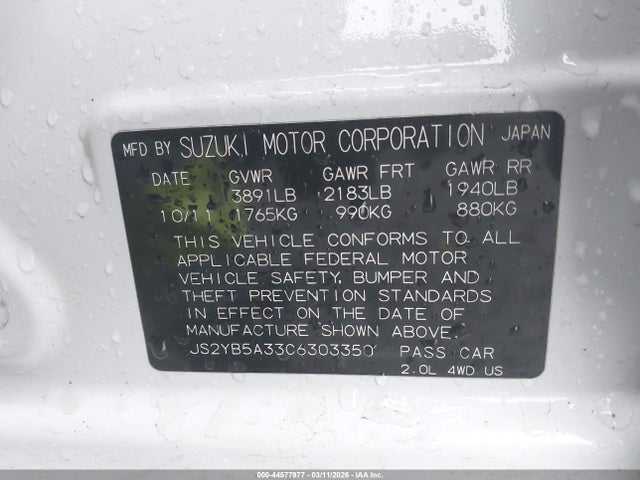 MFD BY SUZUKI MOTOR CORPORATION JAPAN
DATE GVWR GAWR FRT GAWR RR
3891LB 2183LB 1940LB
10/11 1765KG 990KG 880KG
THIS VEHICLE CONFORMS TO ALL
APPLICABLE FEDERAL MOTOR
VEHICLE SAFETY, BUMPER AND
THEFT PREVENTION STANDARDS
IN EFFECT ON THE DATE OF
MANUFACTURE SHOWN ABOVE.
JS2YB5A33C6303350 PASS CAR
2.0L 4WD US
000-44577977 - 03/11/2026 - IAA Inc.